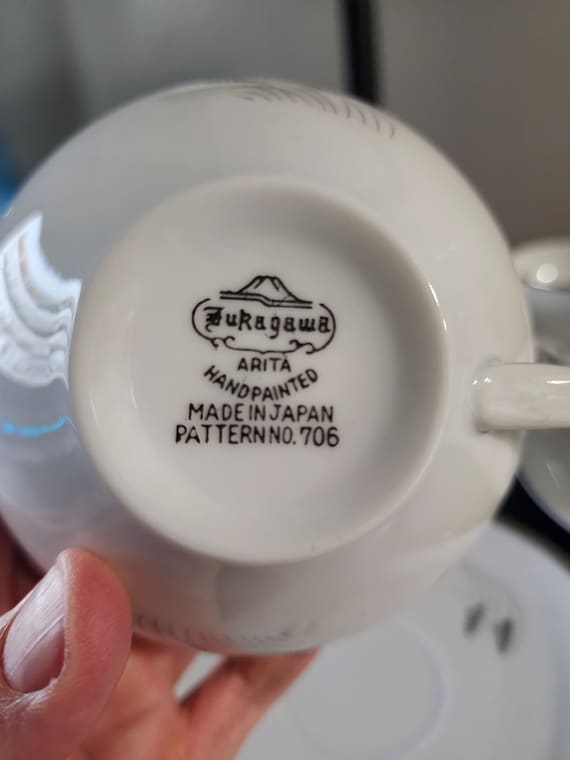 Fukagawa
ARITA
HANDPAINTED
MADE IN JAPAN
PATTERN NO. 706